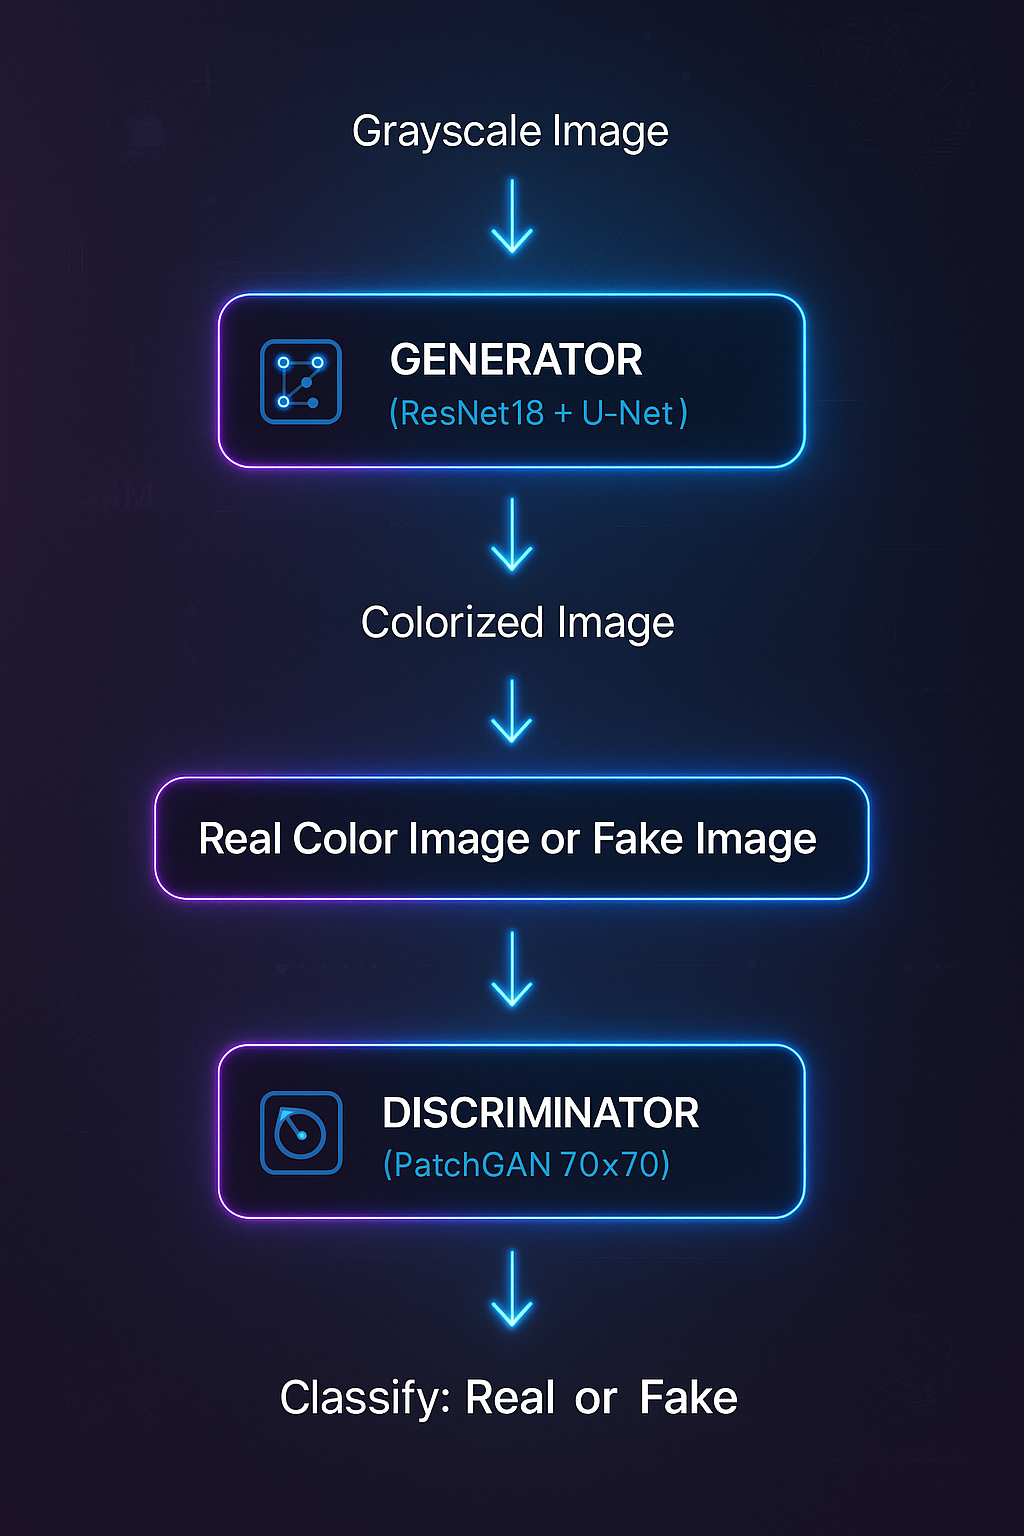 Grayscale Image
GENERATOR
(ResNet18 + U-Net)
Colorized Image
Real Color Image or Fake Image
DISCRIMINATOR
(PatchGAN 70x70)
Classify: Real or Fake